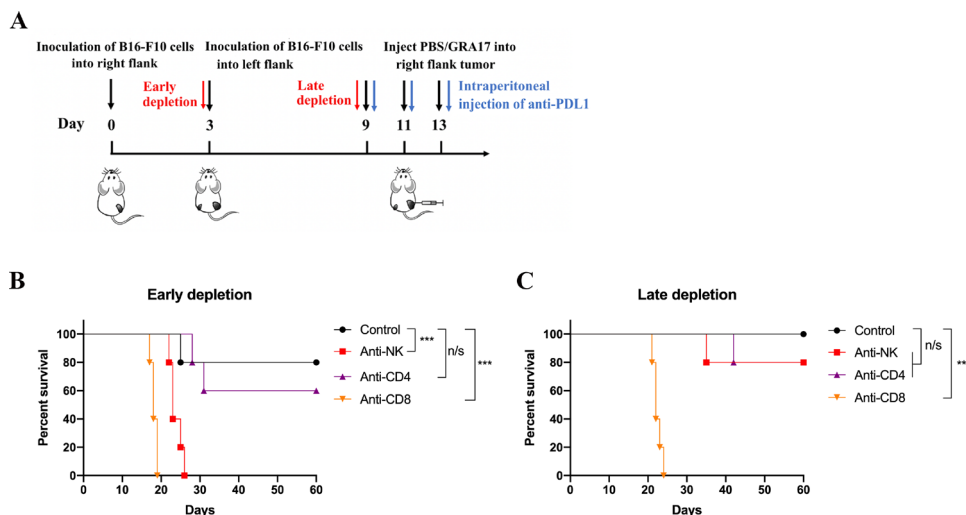 A
Inoculation of B16-F10 cells
into right flank
Inoculation of B16-F10 cells
into left flank
Inject PBS/GRA17 into
right flank tumor
Early
depletion
Late
depletion
Intraperitoneal
injection of anti-PDL1
Day 0 3 9 11 13
B
Early depletion
Percent survival
100
80
60
40
20
0
0 10 20 30 40 50 60
Days
Control
Anti-NK
Anti-CD4
Anti-CD8
***
n/s
***
C
Late depletion
Percent survival
100
80
60
40
20
0
0 20 40 60
Days
Control
Anti-NK
Anti-CD4
Anti-CD8
n/s
**